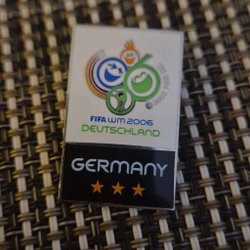 FIFA WM 2006
DEUTSCHLAND
GERMANY